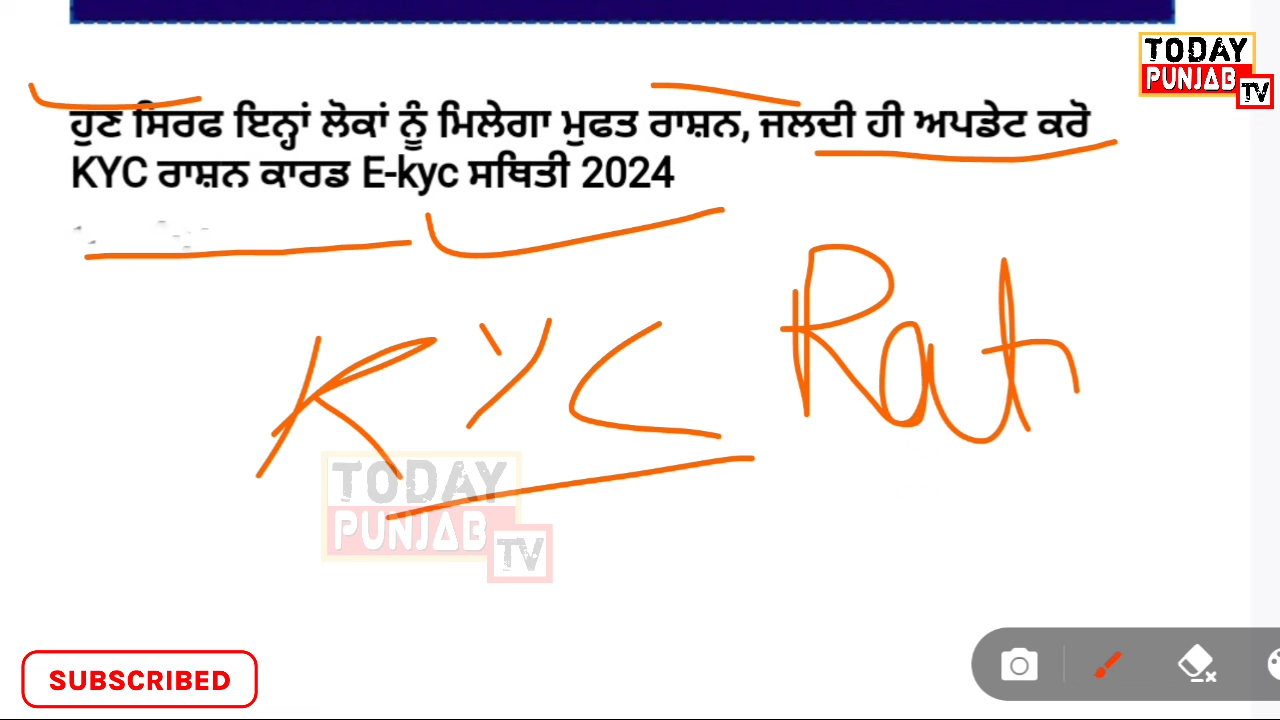 TODAY
PUNJAB
TV
ਹੁਣ ਸਿਰਫ ਇਨ੍ਹਾਂ ਲੋਕਾਂ ਨੂੰ ਮਿਲੇਗਾ ਮੁਫਤ ਰਾਸ਼ਨ, ਜਲਦੀ ਹੀ ਅਪਡੇਟ ਕਰੋ
KYC ਰਾਸ਼ਨ ਕਾਰਡ E-kyc ਸਥਿਤੀ 2024
KYC Rat
TODAY
PUNJAB
TV
SUBSCRIBED